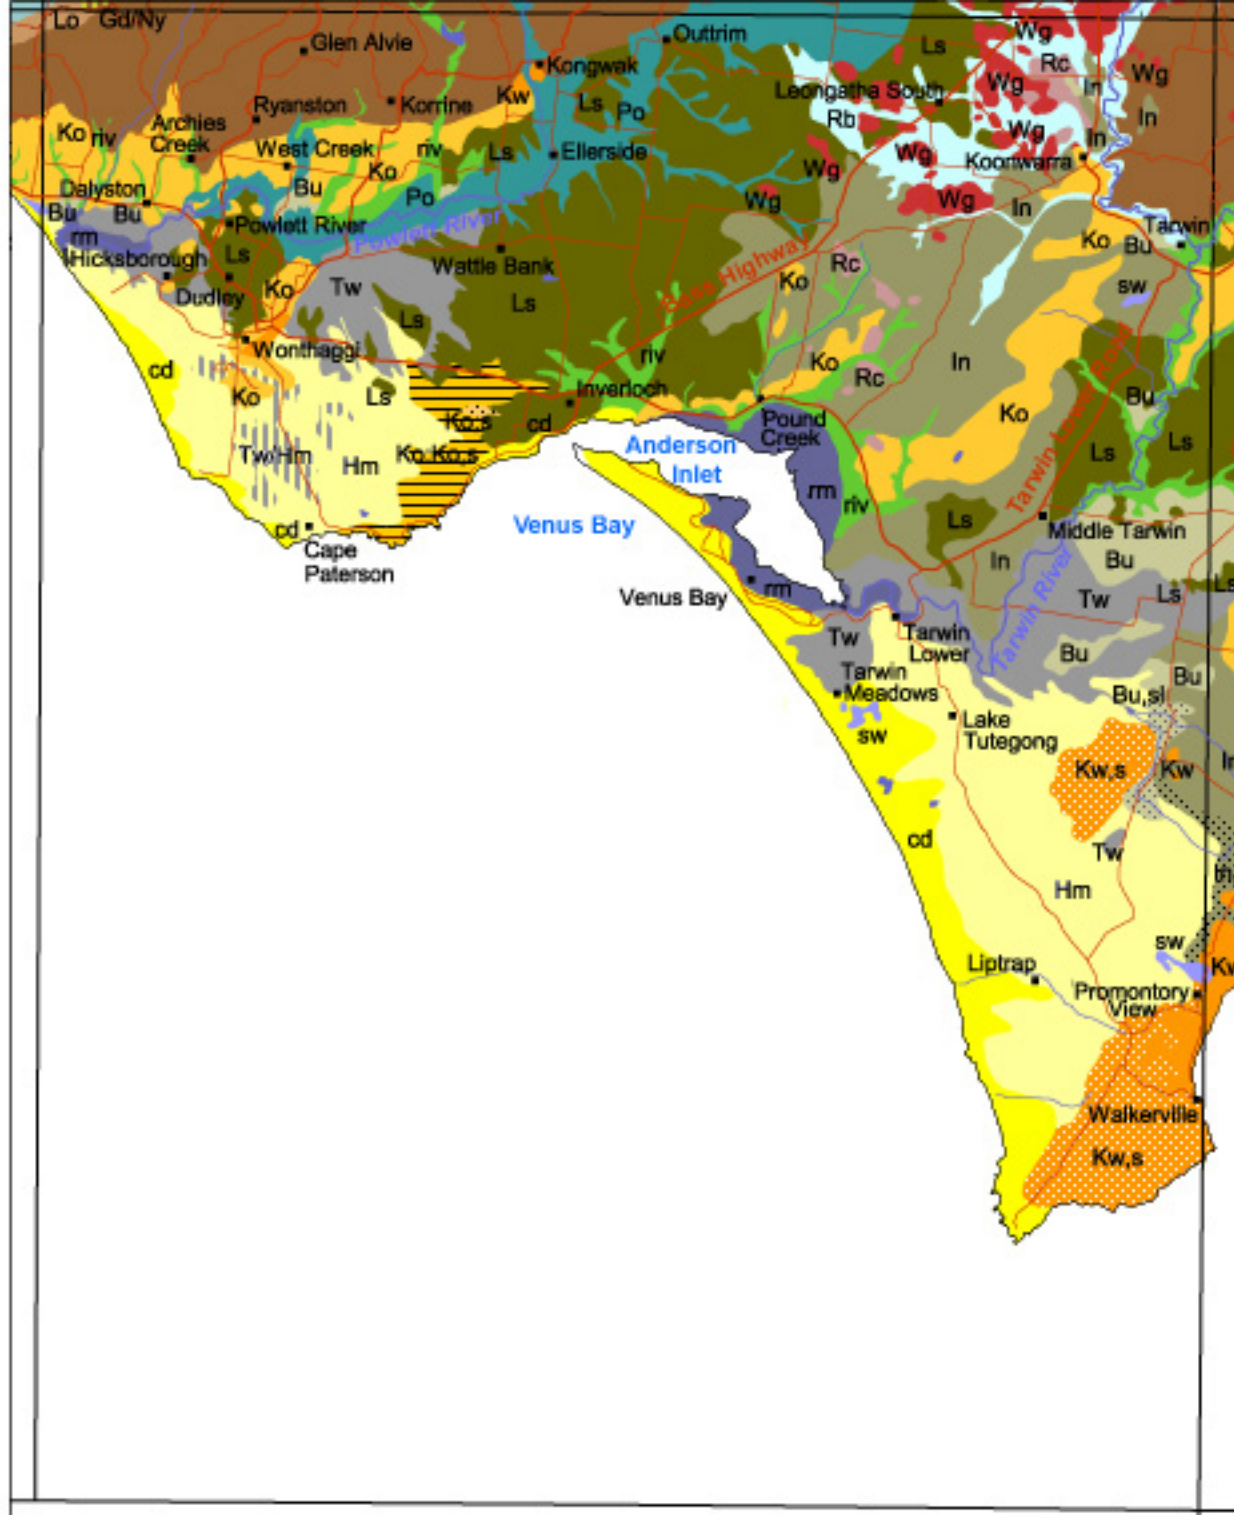 Lo Gd/Ny
Glen Alvie
Outtrim
Wg
Ls
Kongwak
Rc
Wg
Wg
Kw
Ls
Leongatha South
In
Ryanston
Korrine
Po
Rb
In
Archies
Creek
Ko riv
West Creek
riv
Ls
Ellerside
Wg
Wg
In
Koonwarra
Ko
Wg
Dalyston
Bu
Po
Wg
Wg
In
Bu
Bu
Powlett River
Powlett River
Tarwin
rm
Ls
Wattle Bank
Bass Highway
Rc
Ko
Bu
Hicksborough
Dudley
Ko
Tw
Ls
Ko
sw
Ls
Wonthaggi
riv
cd
Ko
Rc
In
Tarwin Lower Road
Ko
Ls
Inverloch
Bu
Ko,s
cd
Pound
Creek
Ko
Ls
Tw/Hm
Hm
Ko
Ko,s
Anderson
Inlet
rm
riv
Ls
cd
Cape
Paterson
Venus Bay
Ls
Middle Tarwin
In
Bu
Venus Bay
rm
Tarwin River
Tw
Ls
Ls
Tw
Tarwin
Lower
Bu
Tarwin
Meadows
Bu
Bu,sl
sw
Lake
Tutegong
Kw,s
Kw
In
cd
Tw
Hm
sw
Liptrap
Kw
Promontory
View
Walkerville
Kw,s